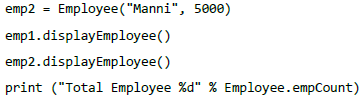 emp2 = Employee("Manni", 5000)
emp1.displayEmployee()
emp2.displayEmployee()
print ("Total Employee %d" % Employee.empCount)